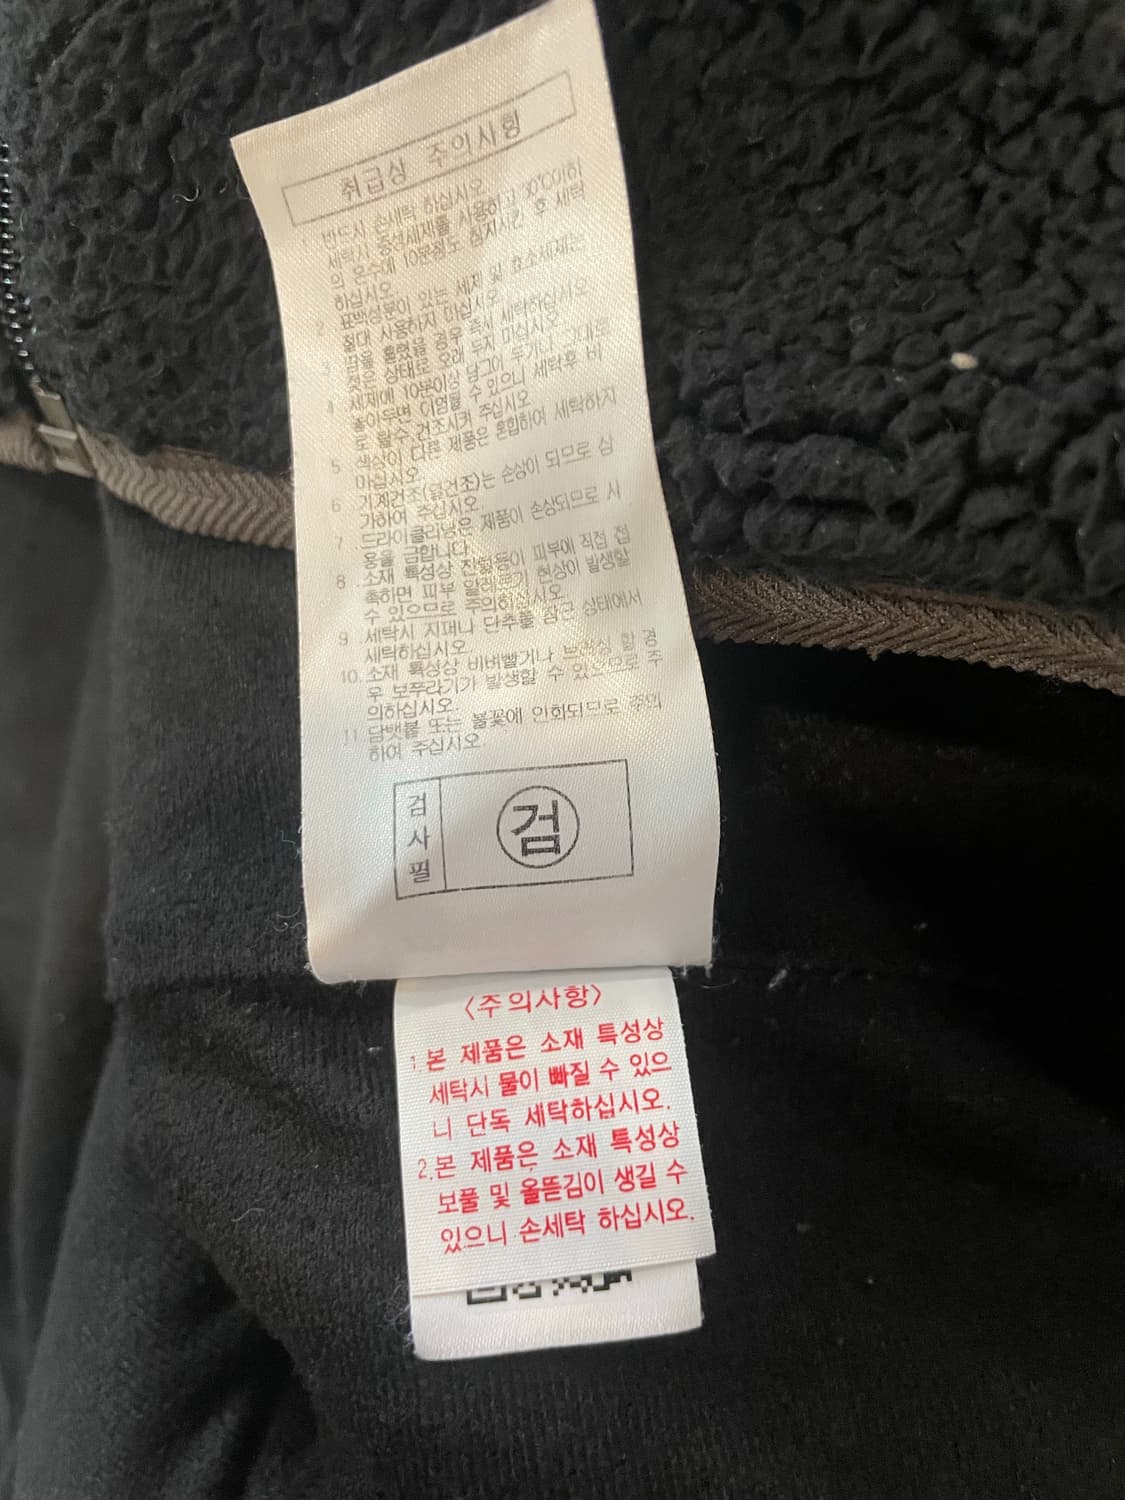 취급상 주의사항
1 반드시 손세탁 하십시오.
세탁시 중성세제를 사용하고 30℃이하
의 온수에 10분정도 침지시간 후 세탁
하십시오.
2 표백성분이 있는 세제 및 효소세제는
절대 사용하지 마십시오.
3 땀을 흘렸을 경우 즉시 세탁하십시오
젖은 상태로 오래 두지 마십시오
4 세제에 10분이상 담그어 두거나 그대로
놓아두면 이염될 수 있으니 세탁후 바
로 건조시켜 주십시오
5 색상이 다른 제품은 혼합하여 세탁하지
마십시오
6 기계건조(열건조)는 손상이 되므로 삼
가하여 주십시오
7 드라이 클리닝은 제품이 손상되므로 사
용을 금합니다
8 소재 특성상 잔털등이 피부에 직접 접
촉하면 피부 알레르기 현상이 발생할
수 있으므로 주의하십시오
9 세탁시 지퍼나 단추를 잠근 상태에서
세탁하십시오
10. 소재 특성상 비벼빨거나 브러싱 할 경
우 보푸라기가 발생할 수 있으므로 주
의하십시오.
11 담뱃불 또는 불꽃에 인화되므로 주의
하여 주십시오
검사필
검
〈주의사항〉
1.본 제품은 소재 특성상
세탁시 물이 빠질 수 있으
니 단독 세탁하십시오.
2.본 제품은 소재 특성상
보풀 및 올뜯김이 생길 수
있으니 손세탁 하십시오.